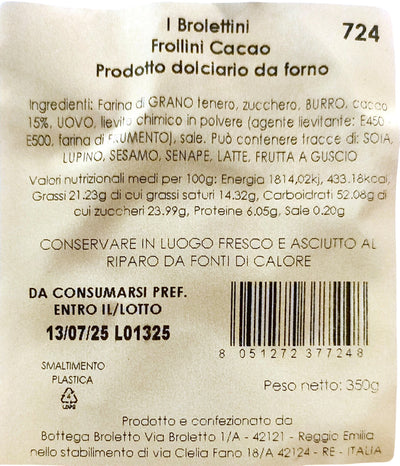 I Brolettini
724
Frollini Cacao
Prodotto dolciario da forno
Ingredienti: Farina di GRANO tenero, zucchero, BURRO, cacao
15%, UOVO, lievito chimico in polvere (agente lievitante: E450 -
E500, farina di FRUMENTO), sale. Può contenere tracce di: SOIA,
LUPINO, SESAMO, SENAPE, LATTE, FRUTTA A GUSCIO
Valori nutrizionali medi per 100g: Energia 1814,02kj, 433.18kcal,
Grassi 21.23g di cui grassi saturi 14.32g, Carboidrati 52.08g di
cui zuccheri 23.99g, Proteine 6.05g, Sale 0.20g
CONSERVARE IN LUOGO FRESCO E ASCIUTTO AL
RIPARO DA FONTI DI CALORE
DA CONSUMARSI PREF.
ENTRO IL/LOTTO
13/07/25 L01325
8 051272 377248
SMALTIMENTO
PLASTICA
4
LDPE
Peso netto: 350g
Prodotto e confezionato da
Bottega Broletto Via Broletto 1/A - 42121 - Reggio Emilia
nello stabilimento di via Clelia Fano 18/A 42124 - RE - ITALIA